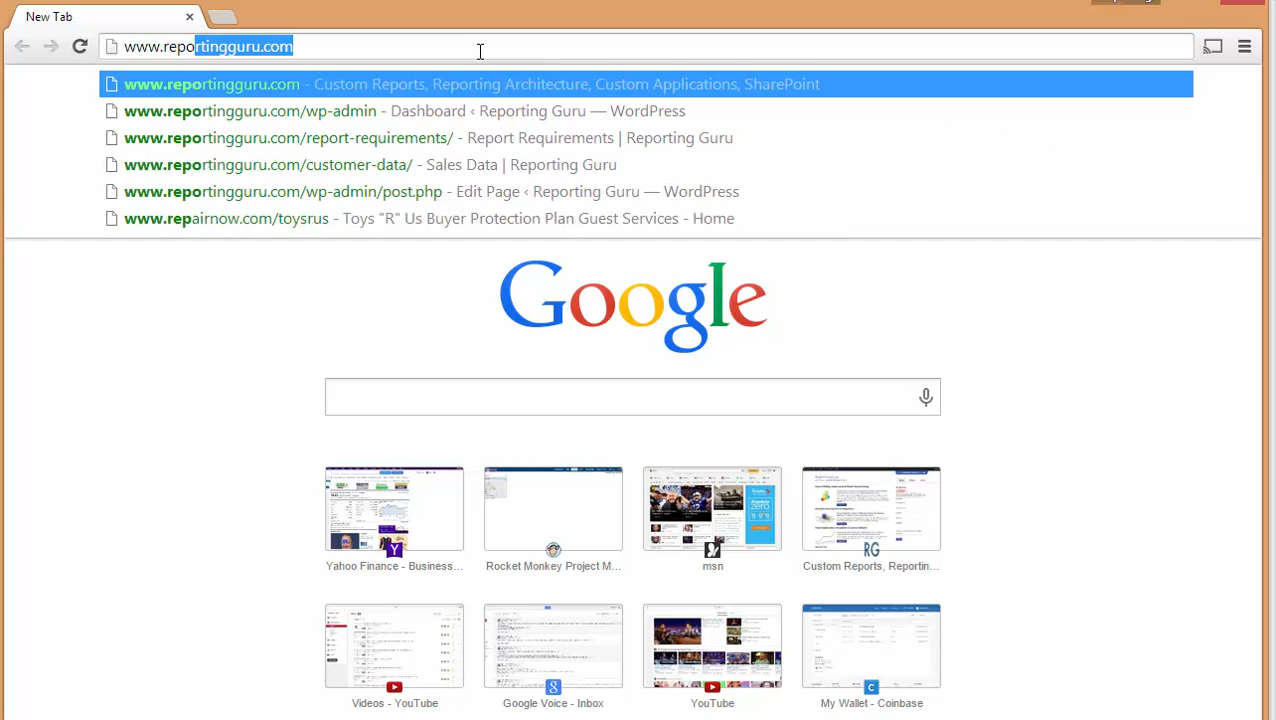 New Tab
www.reportingguru.com
www.reportingguru.com - Custom Reports, Reporting Architecture, Custom Applications, SharePoint
www.reportingguru.com/wp-admin - Dashboard ‹ Reporting Guru — WordPress
www.reportingguru.com/report-requirements/ - Report Requirements | Reporting Guru
www.reportingguru.com/customer-data/ - Sales Data | Reporting Guru
www.reportingguru.com/wp-admin/post.php - Edit Page ‹ Reporting Guru — WordPress
www.repairnow.com/toysrus - Toys "R" Us Buyer Protection Plan Guest Services - Home
Google
Yahoo Finance - Business... Rocket Monkey Project M... msn RG Custom Reports, Reportin...
Videos - YouTube Google Voice - Inbox YouTube My Wallet - Coinbase